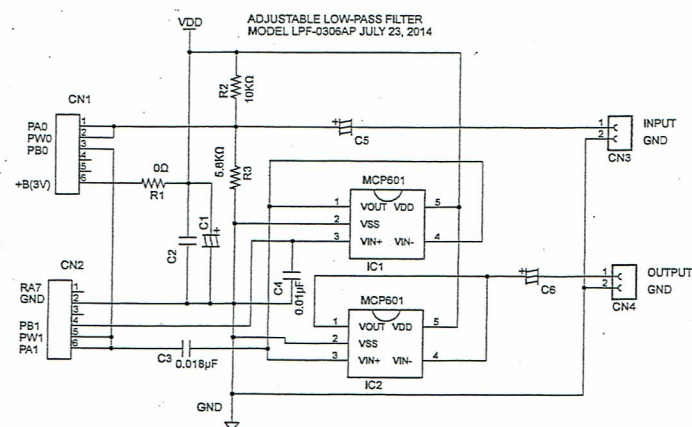 ADJUSTABLE LOW-PASS FILTER
MODEL LPF-0306AP JULY 23, 2014
VDD
R2
10KΩ
CN1
PA0
PW0
PB0
+B(3V)
1
2
3
4
5
6
0Ω
R1
5.6KΩ
R3
C5
1
2
INPUT
GND
CN3
MCP601
1
2
3
VOUT VDD
VSS
VIN+ VIN-
5
4
IC1
C2
C1
C4
0.01µF
CN2
RA7
GND
PB1
PW1
PA1
1
2
3
4
5
6
C3
0.018µF
MCP601
1
2
3
VOUT VDD
VSS
VIN+ VIN-
5
4
IC2
C6
1
2
OUTPUT
GND
CN4
GND